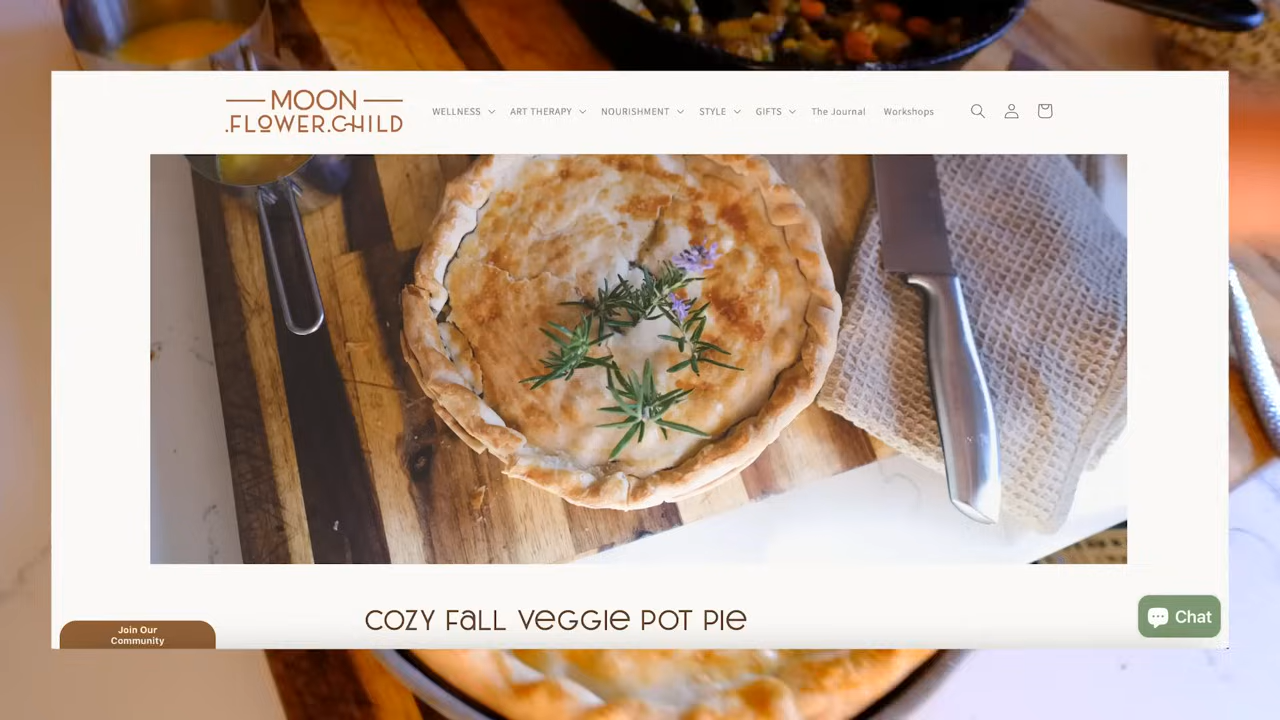 MOON
.FLOWER.CHILD
WELLNESS ART THERAPY NOURISHMENT STYLE GIFTS The Journal Workshops
COZY FALL VEGGIE POT PIE
Join Our
Community
Chat